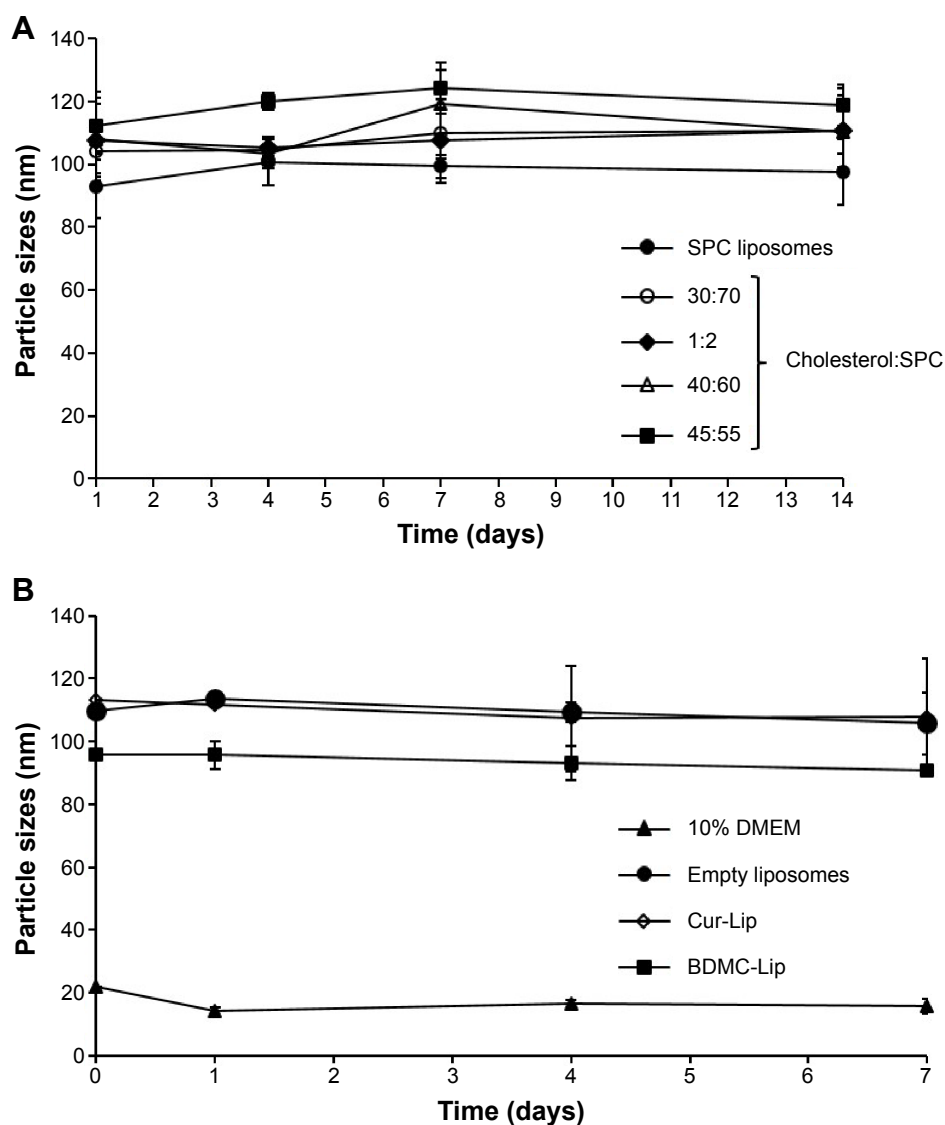 A
140
120
100
80
60
40
20
0
Particle sizes (nm)
1 2 3 4 5 6 7 8 9 10 11 12 13 14
Time (days)
SPC liposomes
30:70
1:2
40:60
45:55
Cholesterol:SPC
B
140
120
100
80
60
40
20
0
Particle sizes (nm)
0 1 2 3 4 5 6 7
Time (days)
10% DMEM
Empty liposomes
Cur-Lip
BDMC-Lip